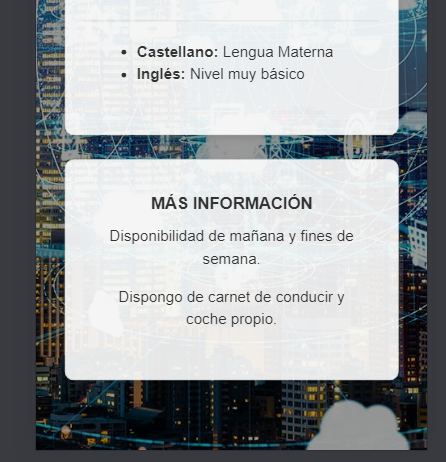 • Castellano: Lengua Materna
• Inglés: Nivel muy básico
MÁS INFORMACIÓN
Disponibilidad de mañana y fines de
semana.
Dispongo de carnet de conducir y
coche propio.